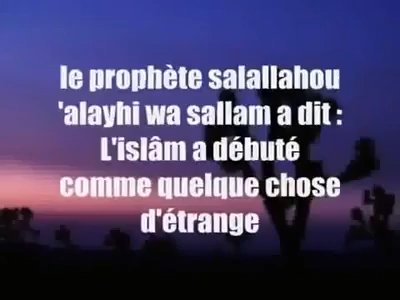 le prophète salallahou
'alayhi wa sallam a dit :
L'islâm a débuté
comme quelque chose
d'étrange